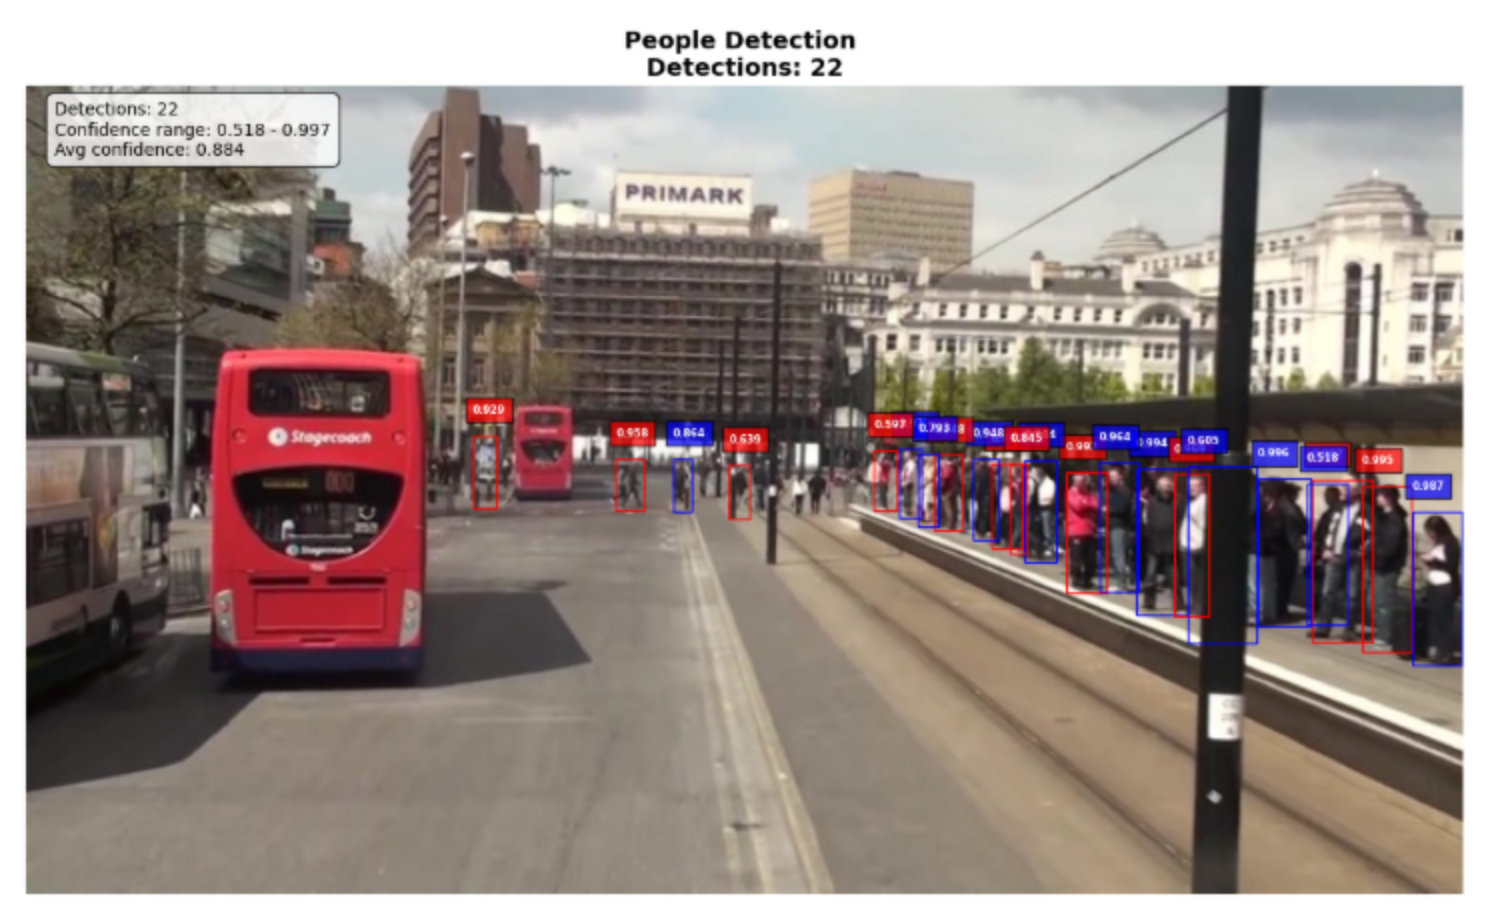 People Detection
Detections: 22
Detections: 22
Confidence range: 0.518 - 0.997
Avg confidence: 0.884
PRIMARK
Stagecoach
Stagecoach
0.929
0.958
0.864
0.639
0.597
0.793
0.948
0.845
0.964
0.994
0.605
0.996
0.518
0.995
0.987